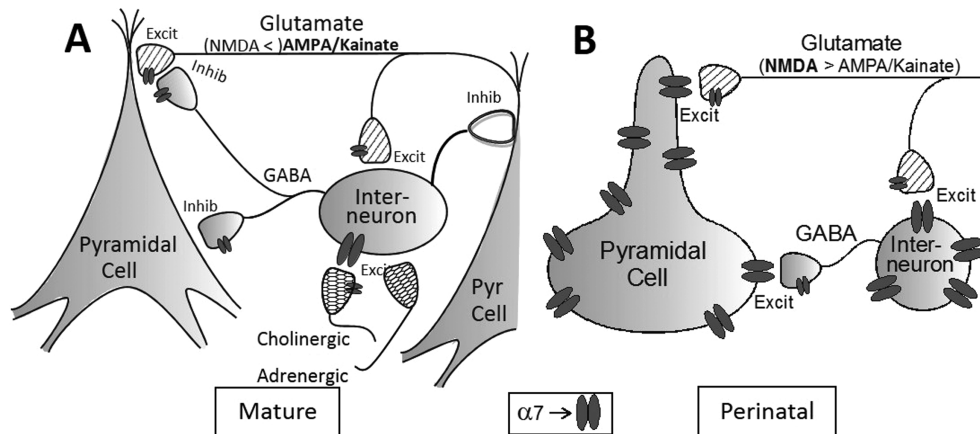 A
Glutamate
(NMDA < )AMPA/Kainate
Excit
Inhib
Inhib
Excit
GABA
Inhib
Inter-
neuron
Pyramidal
Cell
Excit
Pyr
Cell
Cholinergic
Adrenergic
Mature
B
Glutamate
(NMDA > AMPA/Kainate)
Excit
Excit
GABA
Inter-
neuron
Pyramidal
Cell
Excit
α7 →
Perinatal